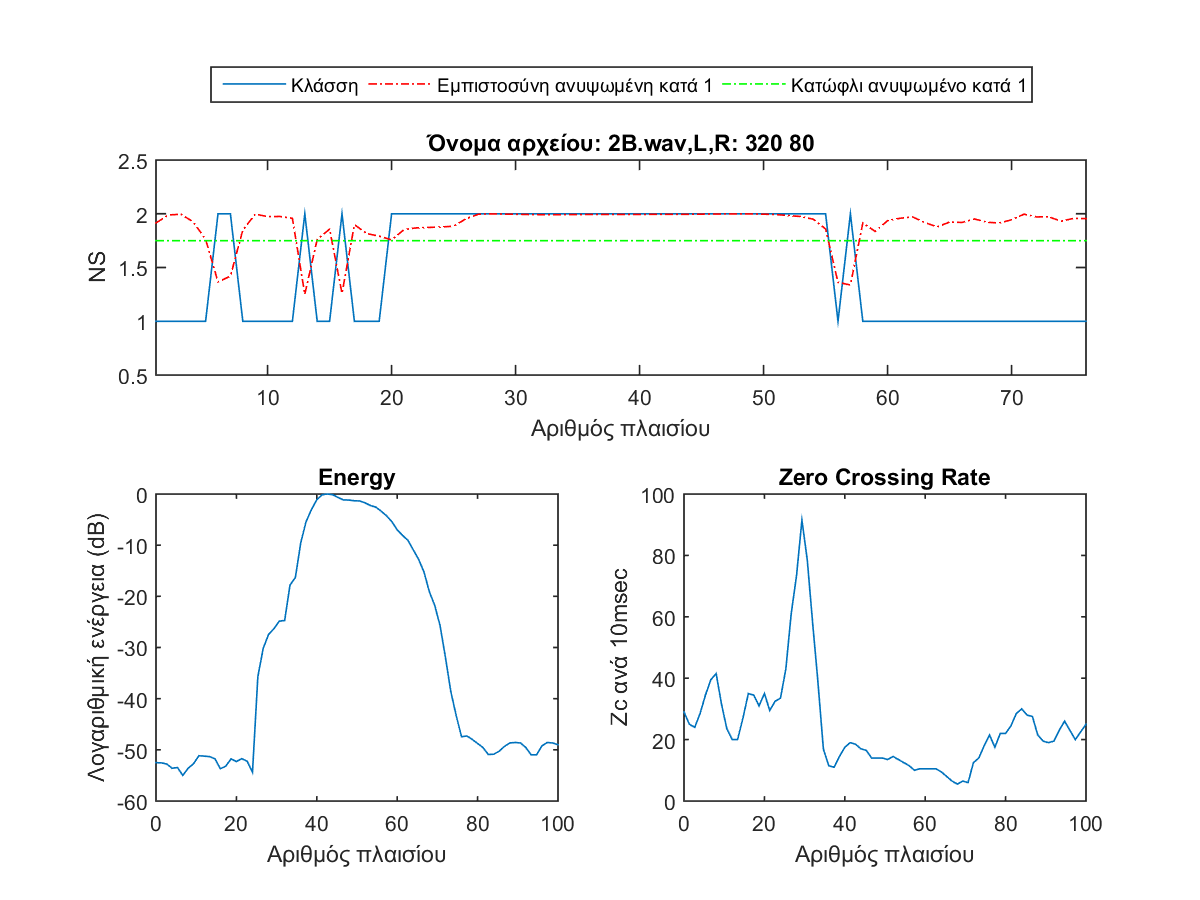 Κλάσση Εμπιστοσύνη ανυψωμένη κατά 1 Κατώφλι ανυψωμένο κατά 1
Όνομα αρχείου: 2B.wav,L,R: 320 80
NS
2.5
2
1.5
1
0.5
10 20 30 40 50 60 70
Αριθμός πλαισίου
Energy
Λογαριθμική ενέργεια (dB)
0
-10
-20
-30
-40
-50
-60
0 20 40 60 80 100
Αριθμός πλαισίου
Zero Crossing Rate
Zc ανά 10msec
100
80
60
40
20
0
0 20 40 60 80 100
Αριθμός πλαισίου